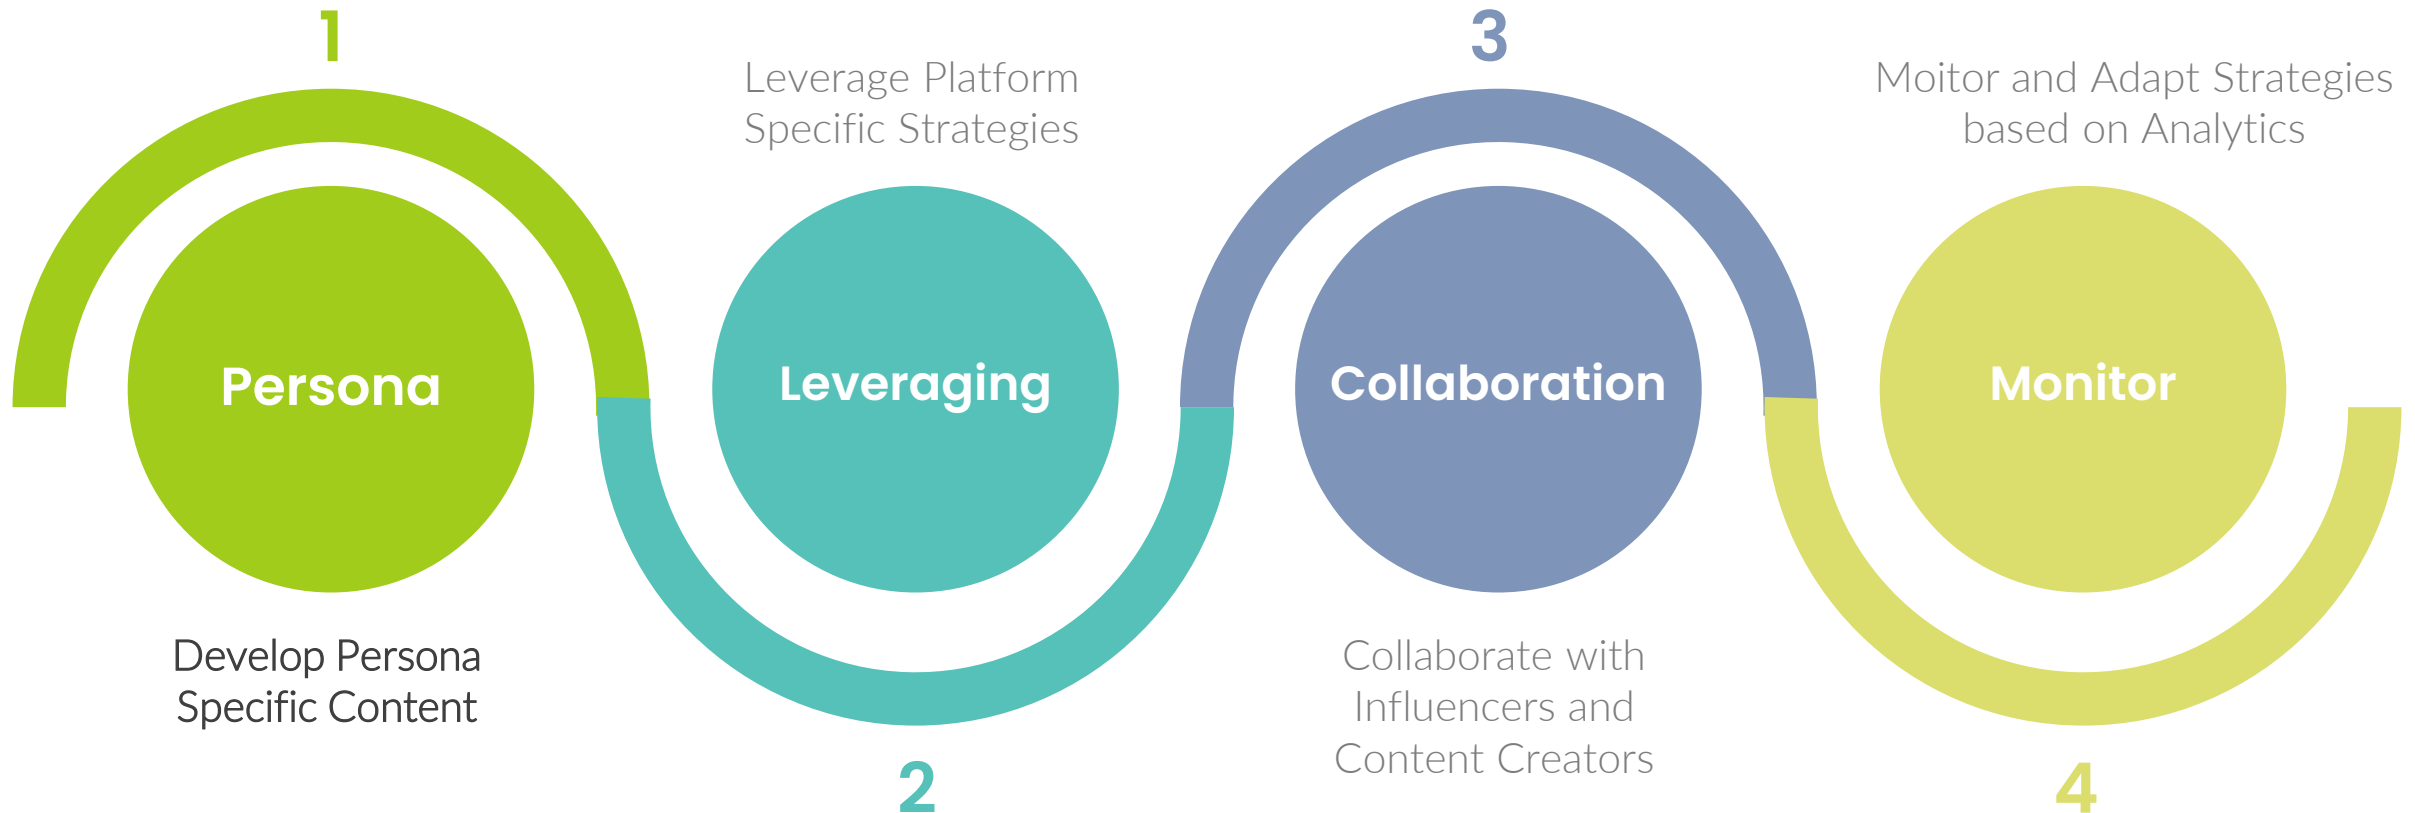 1
Persona
Develop Persona
Specific Content
Leverage Platform
Specific Strategies
Leveraging
2
3
Collaboration
Collaborate with
Influencers and
Content Creators
Moitor and Adapt Strategies
based on Analytics
Monitor
4